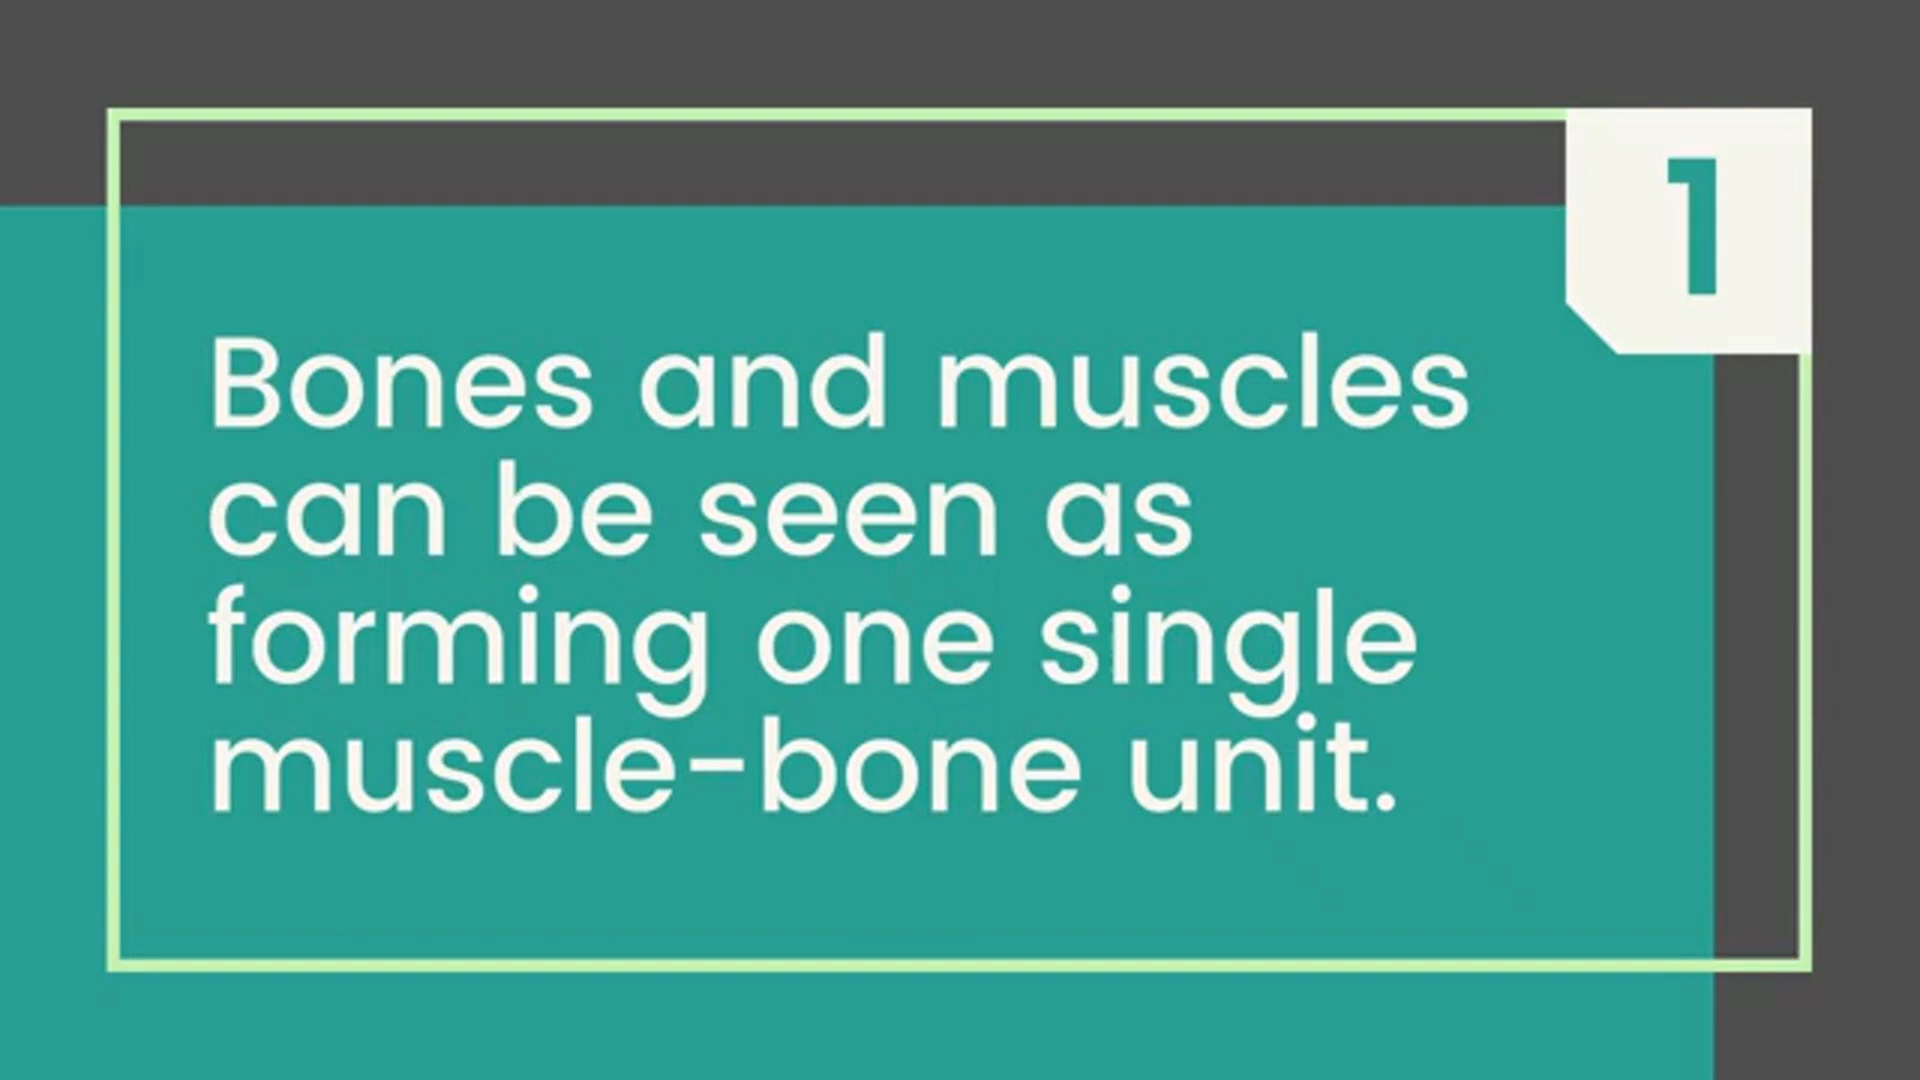 1
Bones and muscles
can be seen as
forming one single
muscle-bone unit.